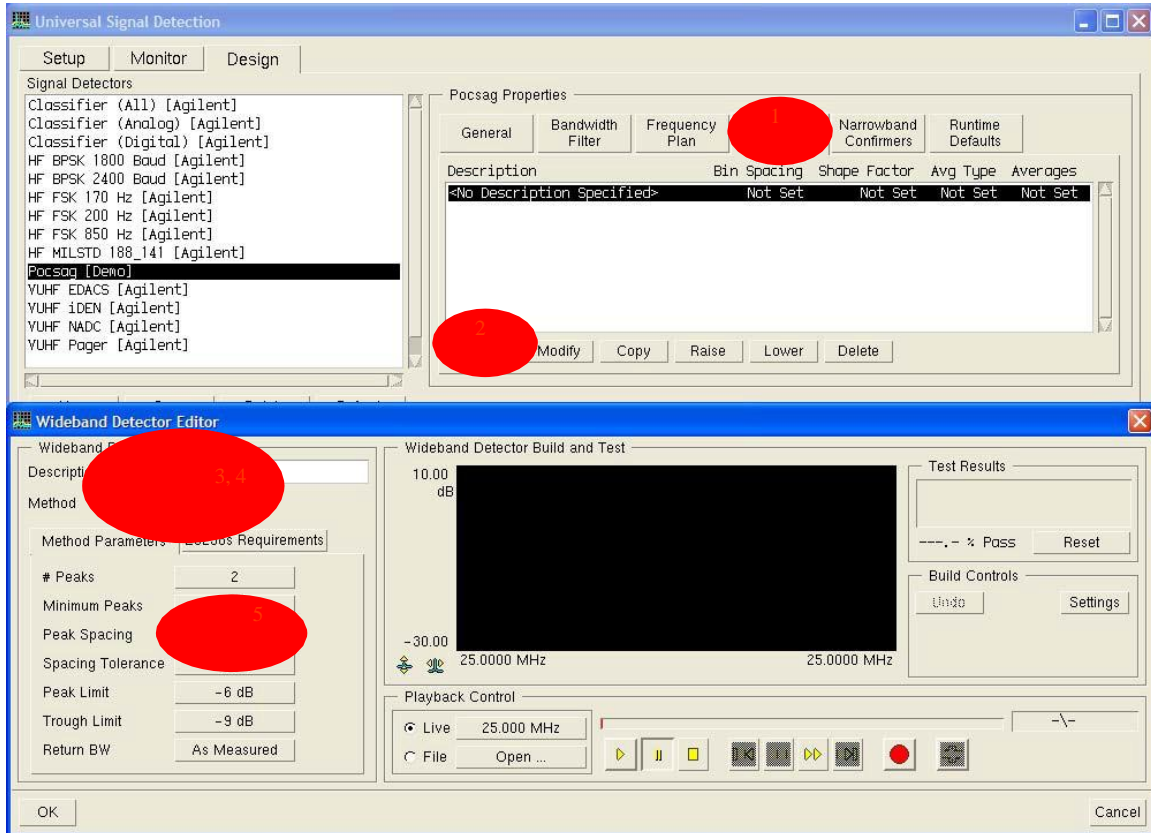 Universal Signal Detection
Setup Monitor Design
Signal Detectors
Classifier (All) [Agilent]
Classifier (Analog) [Agilent]
Classifier (Digital) [Agilent]
HF BPSK 1800 Baud [Agilent]
HF BPSK 2400 Baud [Agilent]
HF FSK 170 Hz [Agilent]
HF FSK 200 Hz [Agilent]
HF FSK 850 Hz [Agilent]
HF MILSTD 188_141 [Agilent]
Pocsag [Demo]
VUHF EDACS [Agilent]
VUHF iDEN [Agilent]
VUHF NADC [Agilent]
VUHF Pager [Agilent]
Pocsag Properties
General Bandwidth Filter Frequency Plan 1 Narrowband Confirmers Runtime Defaults
Description Bin Spacing Shape Factor Avg Type Averages
<No Description Specified> Not Set Not Set Not Set Not Set
2 Modify Copy Raise Lower Delete
Wideband Detector Editor
Wideband
3, 4
Method
Method Parameters Requirements
# Peaks 2
Minimum Peaks
5
Peak Spacing
Spacing Tolerance
Peak Limit -6 dB
Trough Limit -9 dB
Return BW As Measured
Wideband Detector Build and Test
10.00
dB
-30.00
25.0000 MHz 25.0000 MHz
Test Results
---.- % Pass Reset
Build Controls
Undo Settings
Playback Control
Live 25.000 MHz
File Open ...
-\-
OK Cancel